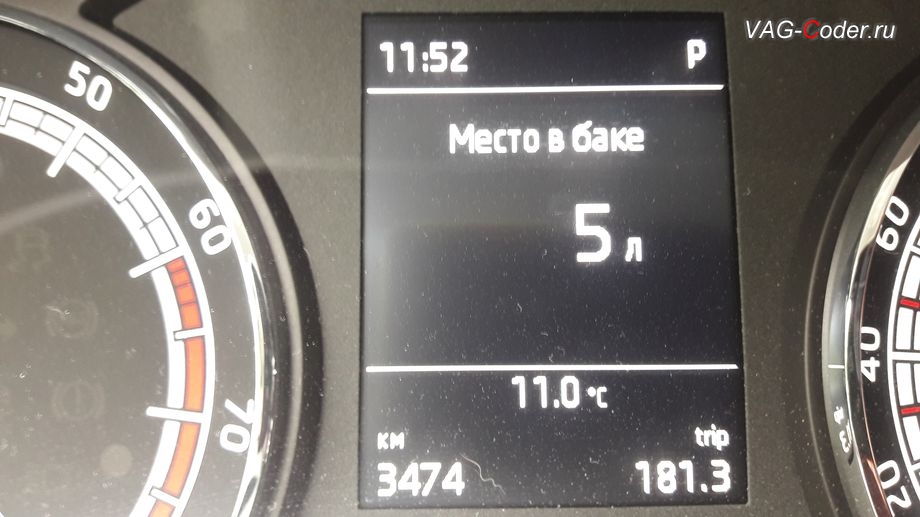 VAG-Coder.ru
11:52 P
Место в баке
5 л
11.0 °C
км trip
3474 181.3
50
60
70
60
40
20